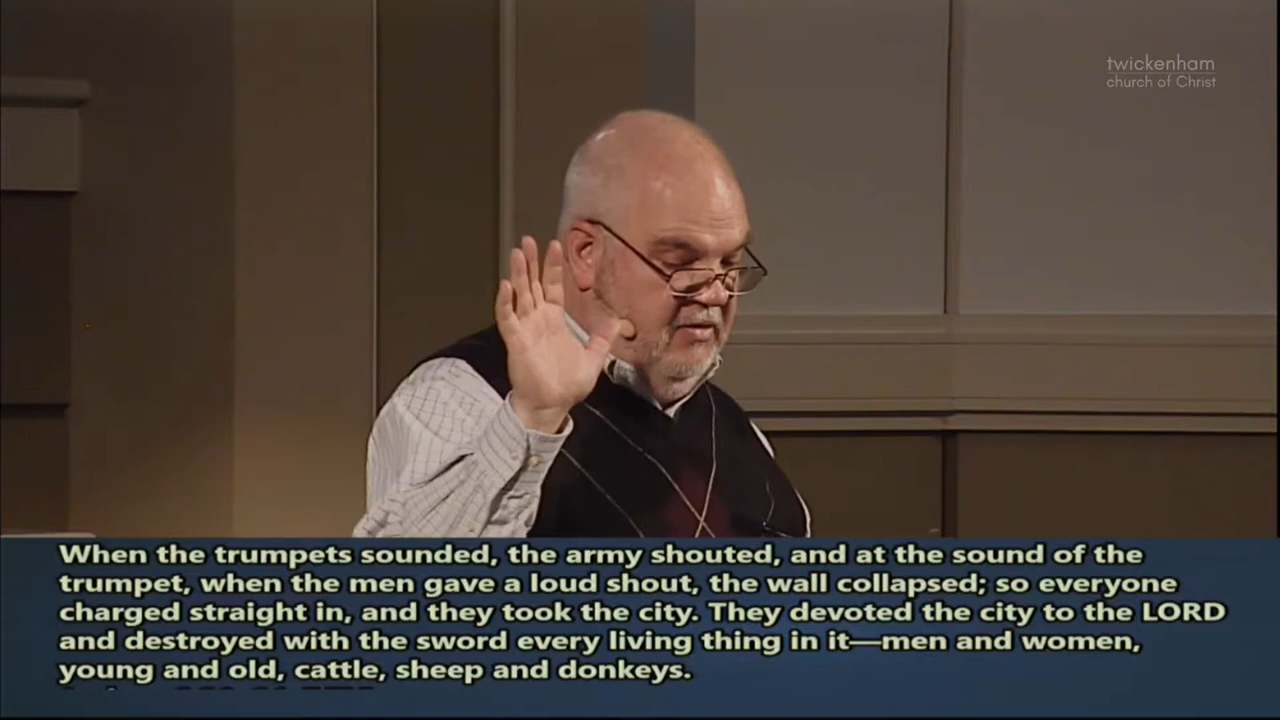 twickenham
church of Christ
When the trumpets sounded, the army shouted, and at the sound of the
trumpet, when the men gave a loud shout, the wall collapsed; so everyone
charged straight in, and they took the city. They devoted the city to the LORD
and destroyed with the sword every living thing in it—men and women,
young and old, cattle, sheep and donkeys.